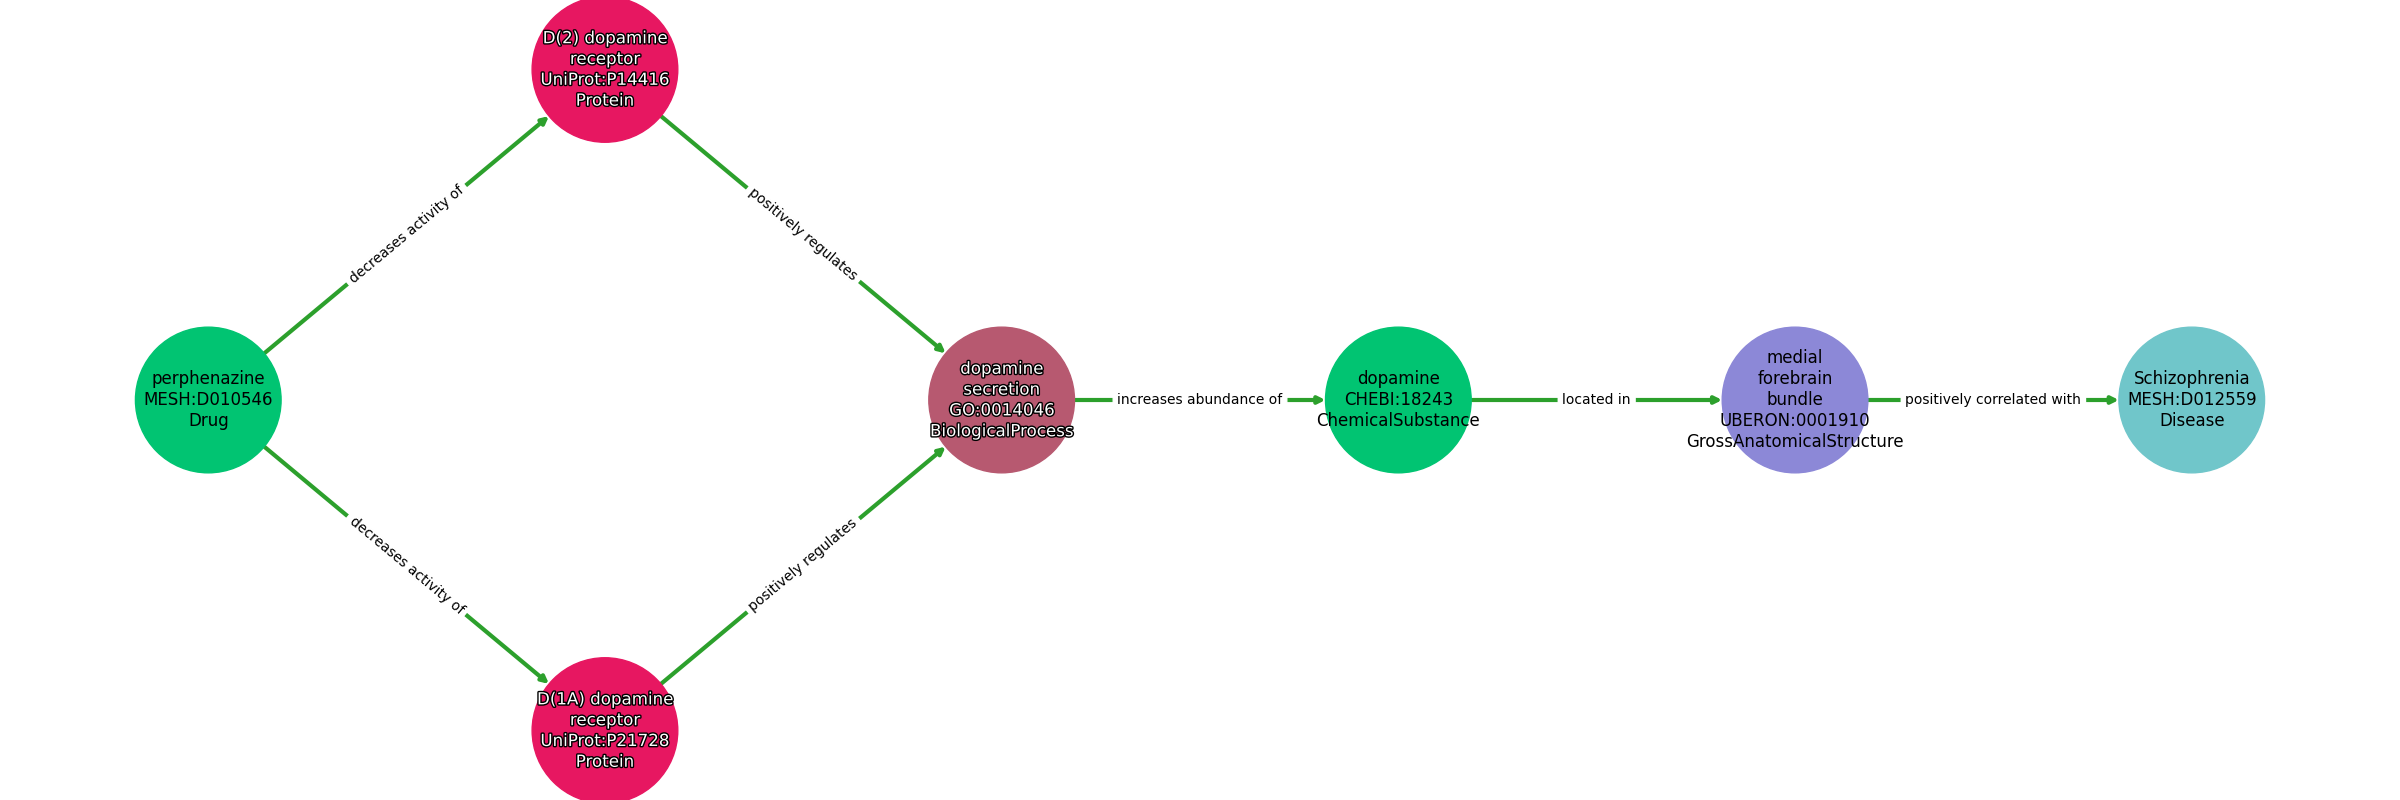 D(2) dopamine
receptor
UniProt:P14416
Protein
decreases activity of
positively regulates
perphenazine
MESH:D010546
Drug
dopamine
secretion
GO:0014046
BiologicalProcess
increases abundance of
dopamine
CHEBI:18243
ChemicalSubstance
located in
medial
forebrain
bundle
UBERON:0001910
GrossAnatomicalStructure
positively correlated with
Schizophrenia
MESH:D012559
Disease
decreases activity of
positively regulates
D(1A) dopamine
receptor
UniProt:P21728
Protein